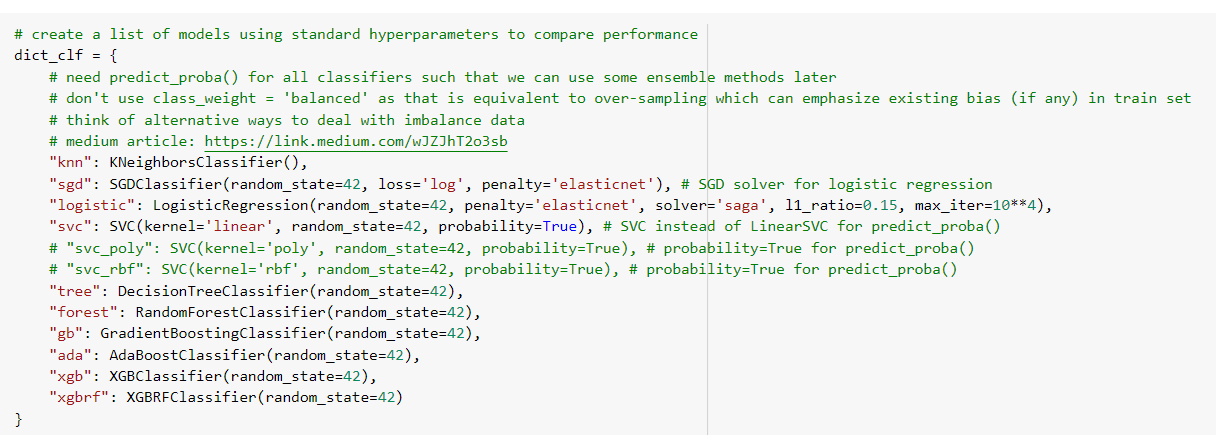 # create a list of models using standard hyperparameters to compare performance
dict_clf = {
    # need predict_proba() for all classifiers such that we can use some ensemble methods later
    # don't use class_weight = 'balanced' as that is equivalent to over-sampling which can emphasize existing bias (if any) in train set
    # think of alternative ways to deal with imbalance data
    # medium article: https://link.medium.com/wJZJhT2o3sb
    "knn": KNeighborsClassifier(),
    "sgd": SGDClassifier(random_state=42, loss='log', penalty='elasticnet'), # SGD solver for logistic regression
    "logistic": LogisticRegression(random_state=42, penalty='elasticnet', solver='saga', l1_ratio=0.15, max_iter=10**4),
    "svc": SVC(kernel='linear', random_state=42, probability=True), # SVC instead of LinearSVC for predict_proba()
    # "svc_poly": SVC(kernel='poly', random_state=42, probability=True), # probability=True for predict_proba()
    # "svc_rbf": SVC(kernel='rbf', random_state=42, probability=True), # probability=True for predict_proba()
    "tree": DecisionTreeClassifier(random_state=42),
    "forest": RandomForestClassifier(random_state=42),
    "gb": GradientBoostingClassifier(random_state=42),
    "ada": AdaBoostClassifier(random_state=42),
    "xgb": XGBClassifier(random_state=42),
    "xgbrf": XGBRFClassifier(random_state=42)
}